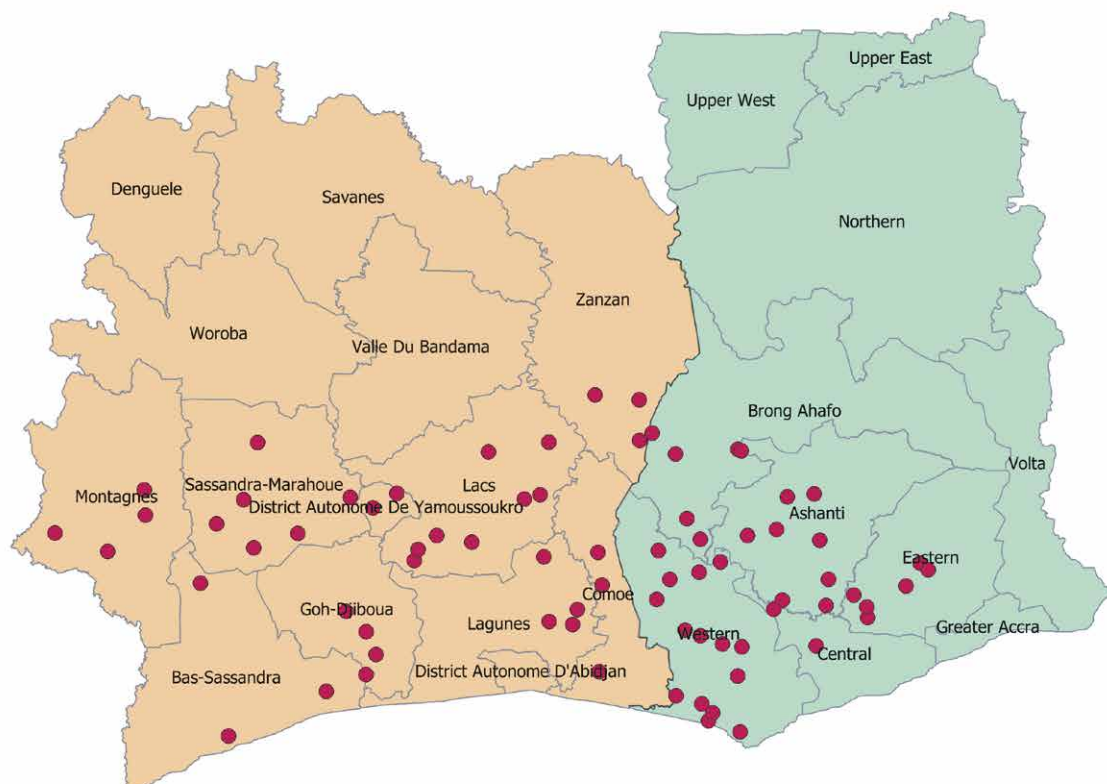 Upper East
Upper West
Denguele
Savanes
Northern
Zanzan
Woroba
Valle Du Bandama
Brong Ahafo
Volta
Montagnes
Sassandra-Marahoue
Lacs
District Autonome De Yamoussoukro
Ashanti
Eastern
Comoe
Goh-Djiboua
Lagunes
Western
Greater Accra
Central
Bas-Sassandra
District Autonome D'Abidjan